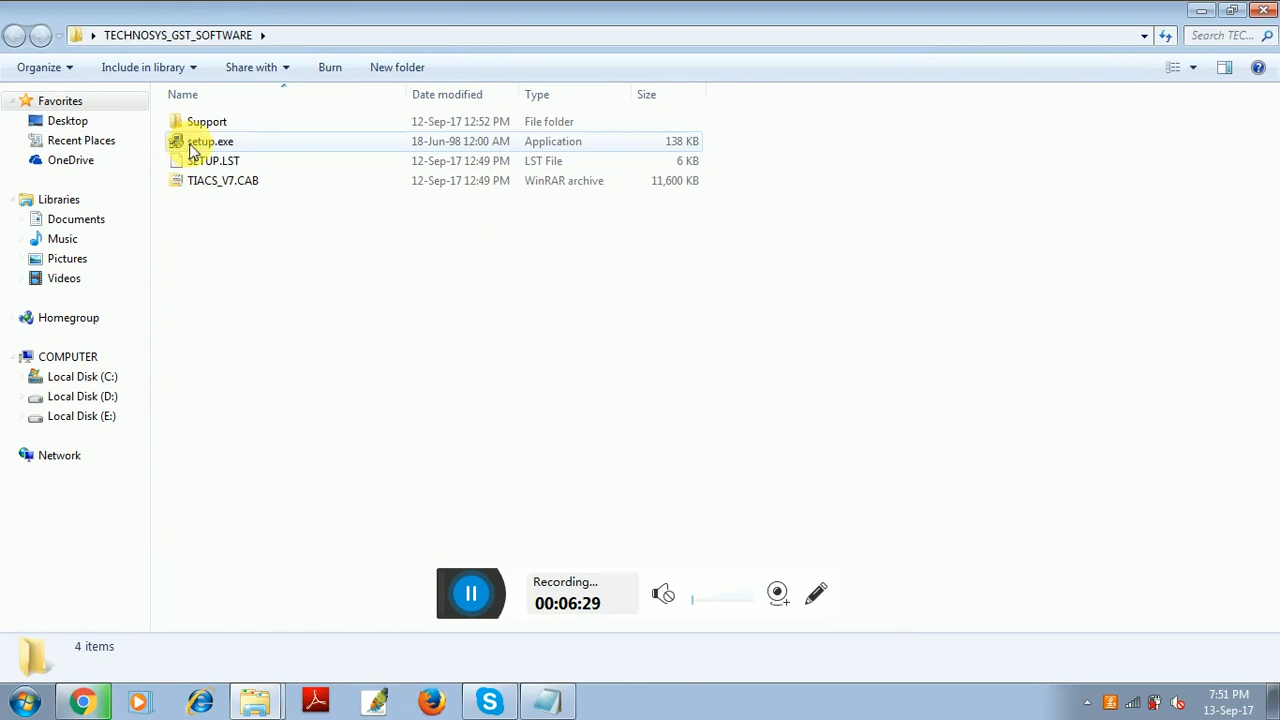 TECHNOSYS_GST_SOFTWARE
Search TEC...
Organize Include in library Share with Burn New folder
Name Date modified Type Size
Favorites
Desktop
Recent Places
OneDrive
Libraries
Documents
Music
Pictures
Videos
Homegroup
COMPUTER
Local Disk (C:)
Local Disk (D:)
Local Disk (E:)
Network
Support 12-Sep-17 12:52 PM File folder
setup.exe 18-Jun-98 12:00 AM Application 138 KB
SETUP.LST 12-Sep-17 12:49 PM LST File 6 KB
TIACS_V7.CAB 12-Sep-17 12:49 PM WinRAR archive 11,600 KB
Recording...
00:06:29
4 items
7:51 PM
13-Sep-17